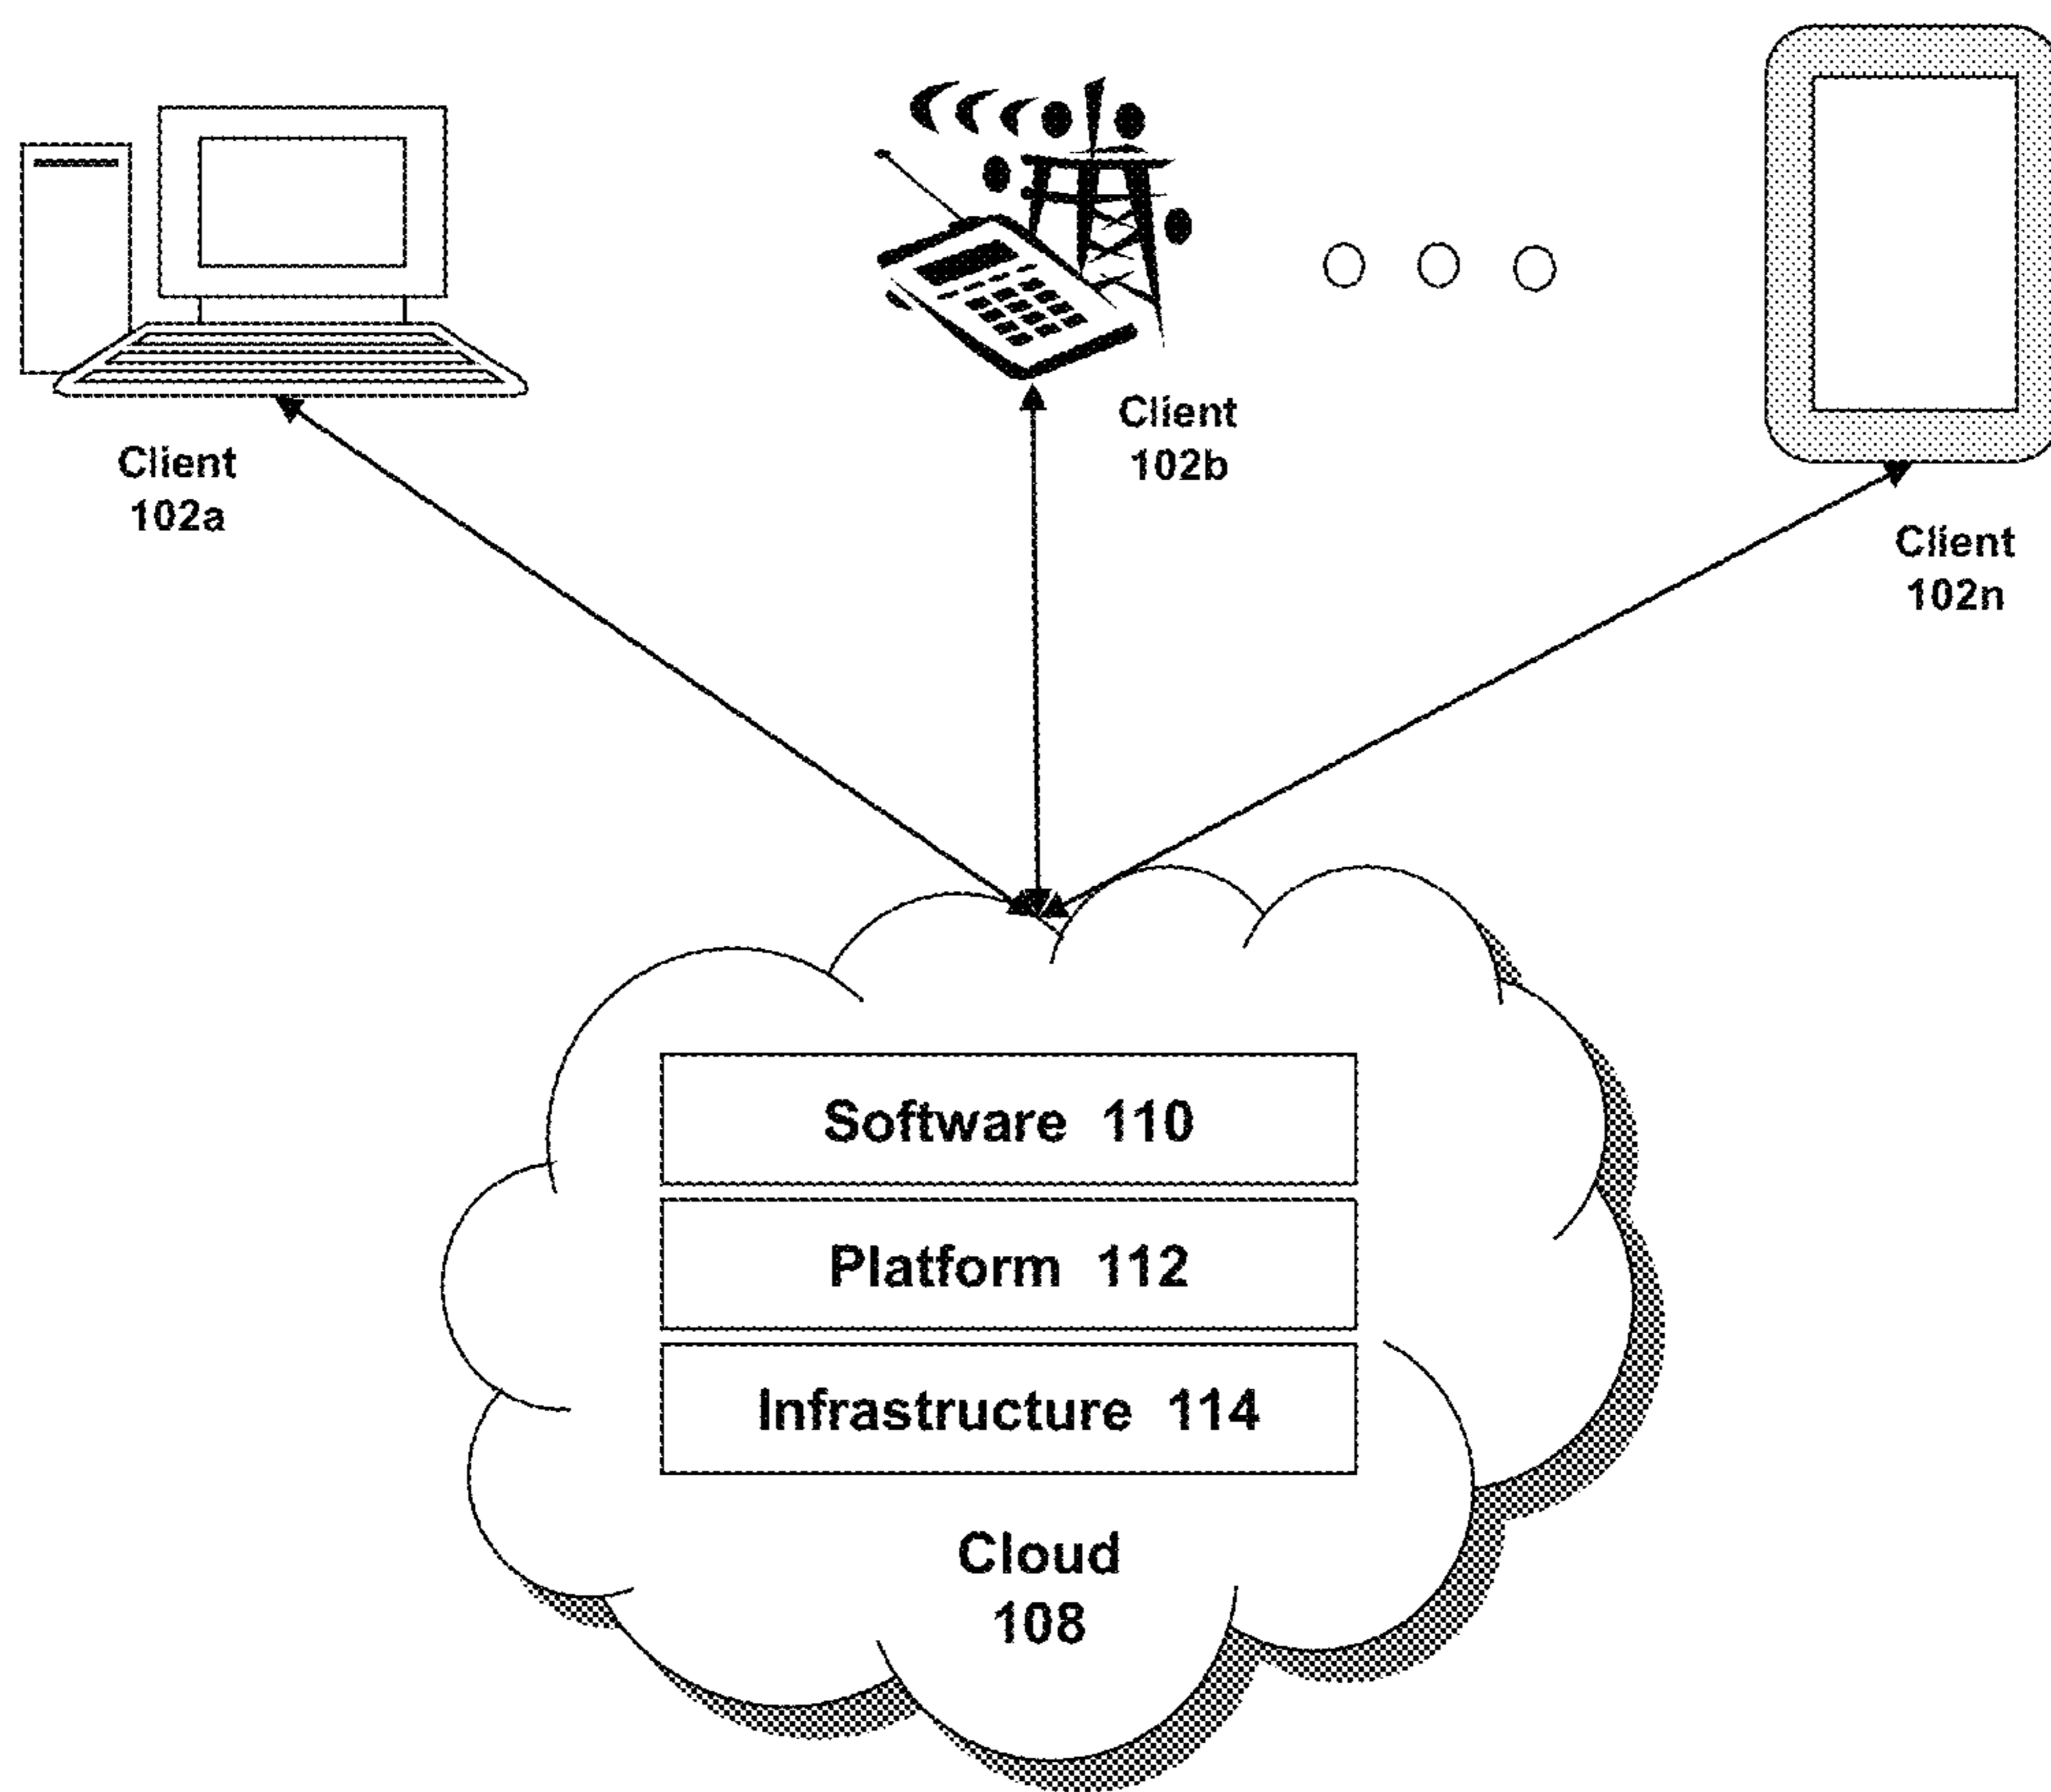 Client
102a
Client
102b
Client
102n
Software 110
Platform 112
Infrastructure 114
Cloud
108